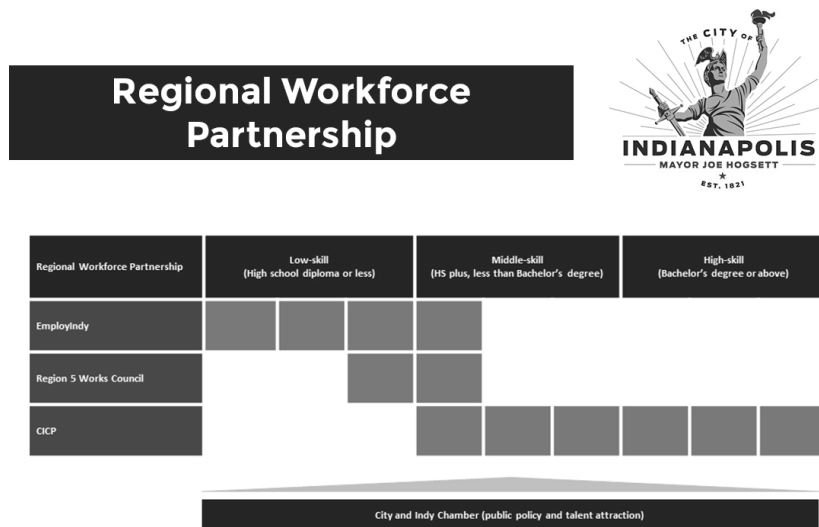 Regional Workforce
Partnership
THE CITY OF
INDIANAPOLIS
MAYOR JOE HOGSETT
EST. 1821
Regional Workforce Partnership
Low-skill
(High school diploma or less)
Middle-skill
(HS plus, less than Bachelor's degree)
High-skill
(Bachelor's degree or above)
EmployIndy
Region 5 Works Council
CICP
City and Indy Chamber (public policy and talent attraction)